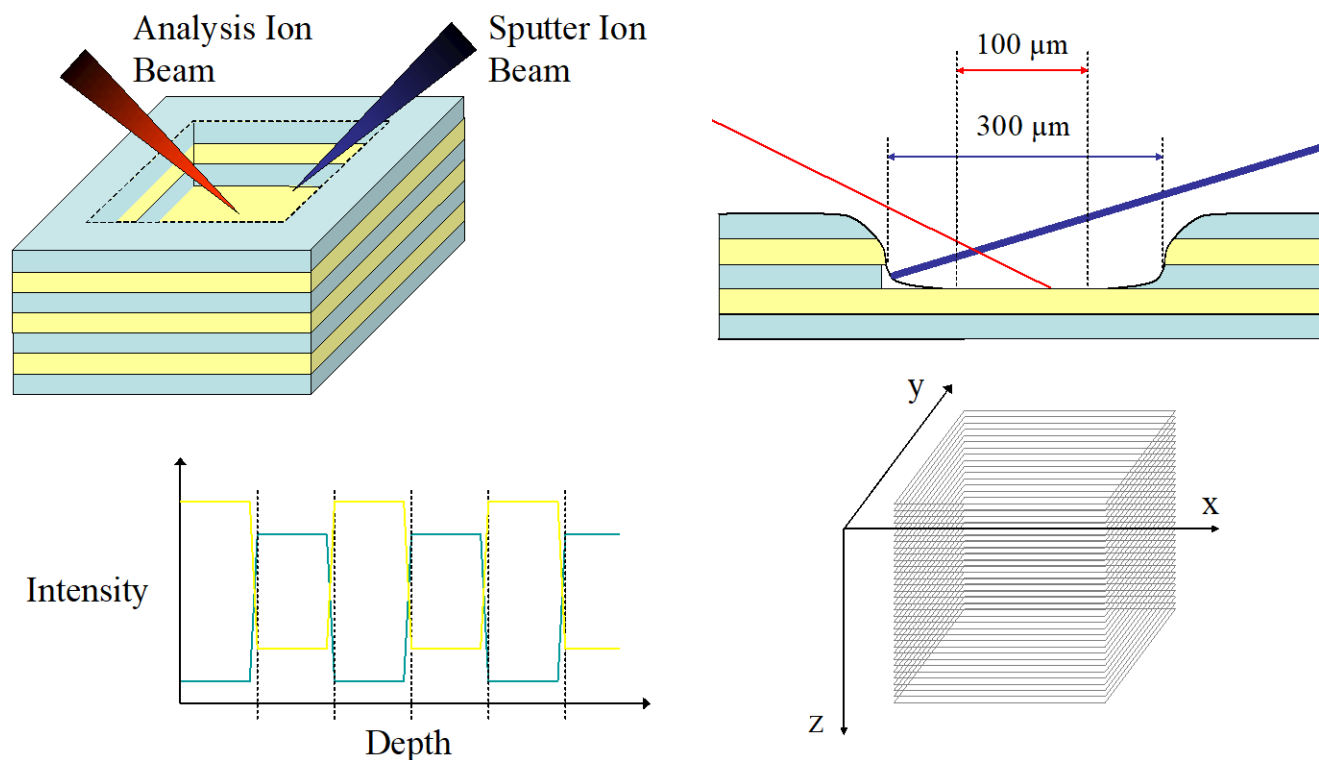 Analysis Ion
Beam
Sputter Ion
Beam
100 µm
300 µm
Intensity
Depth
y
x
z